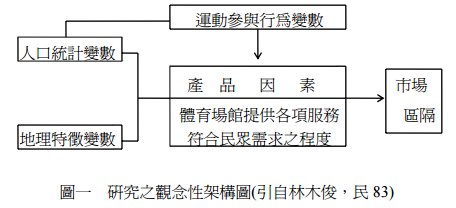 運動參與行為變數
人口統計變數
產品因素
體育場館提供各項服務
符合民眾需求之程度
市場
區隔
地理特徵變數
圖一 研究之觀念性架構圖(引自林木俊，民83)